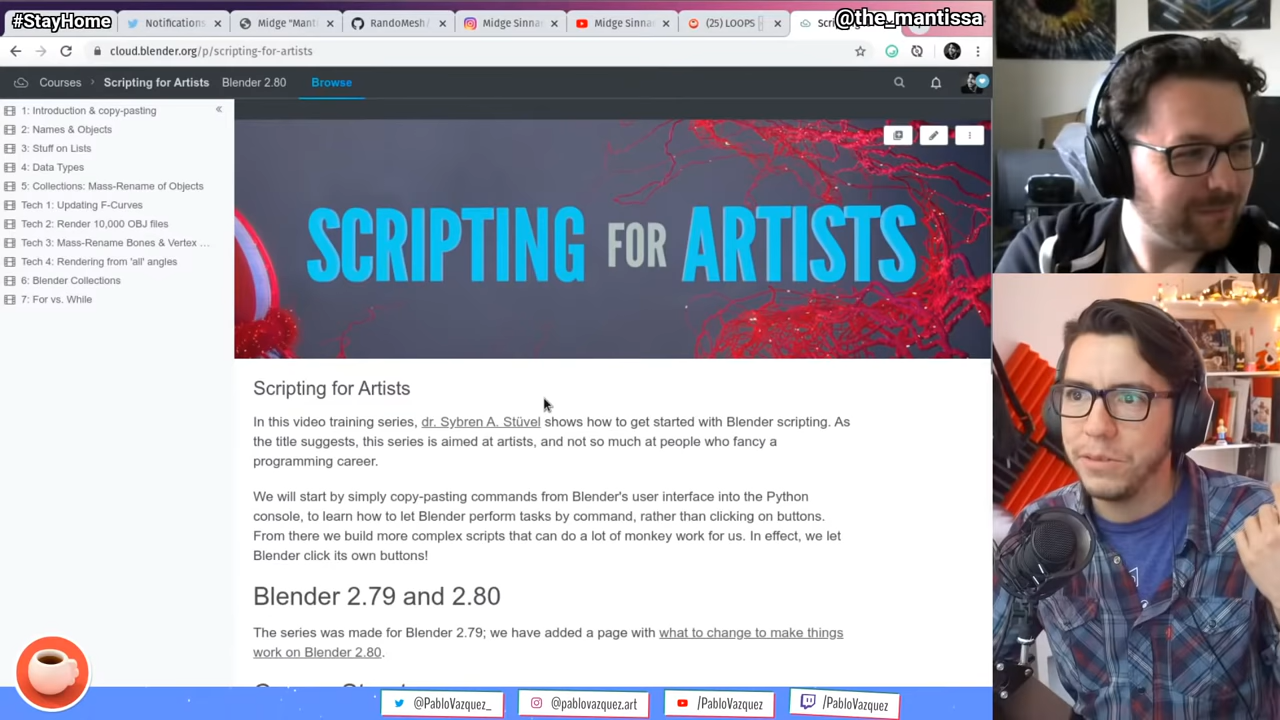 #StayHome
Notifications
Midge "Manti
RandoMesh/
Midge Sinna
Midge Sinna
(25) LOOPS
Scri
@the_mantissa
cloud.blender.org/p/scripting-for-artists
Courses
Scripting for Artists
Blender 2.80
Browse
1: Introduction & copy-pasting
2: Names & Objects
3: Stuff on Lists
4: Data Types
5: Collections: Mass-Rename of Objects
Tech 1: Updating F-Curves
Tech 2: Render 10,000 OBJ files
Tech 3: Mass-Rename Bones & Vertex ...
Tech 4: Rendering from 'all' angles
6: Blender Collections
7: For vs. While
SCRIPTING FOR ARTISTS
Scripting for Artists
In this video training series, dr. Sybren A. Stüvel shows how to get started with Blender scripting. As
the title suggests, this series is aimed at artists, and not so much at people who fancy a
programming career.
We will start by simply copy-pasting commands from Blender's user interface into the Python
console, to learn how to let Blender perform tasks by command, rather than clicking on buttons.
From there we build more complex scripts that can do a lot of monkey work for us. In effect, we let
Blender click its own buttons!
Blender 2.79 and 2.80
The series was made for Blender 2.79; we have added a page with what to change to make things
work on Blender 2.80.
@PabloVazquez_
@pablovazquez.art
/PabloVazquez
/PabloVazquez